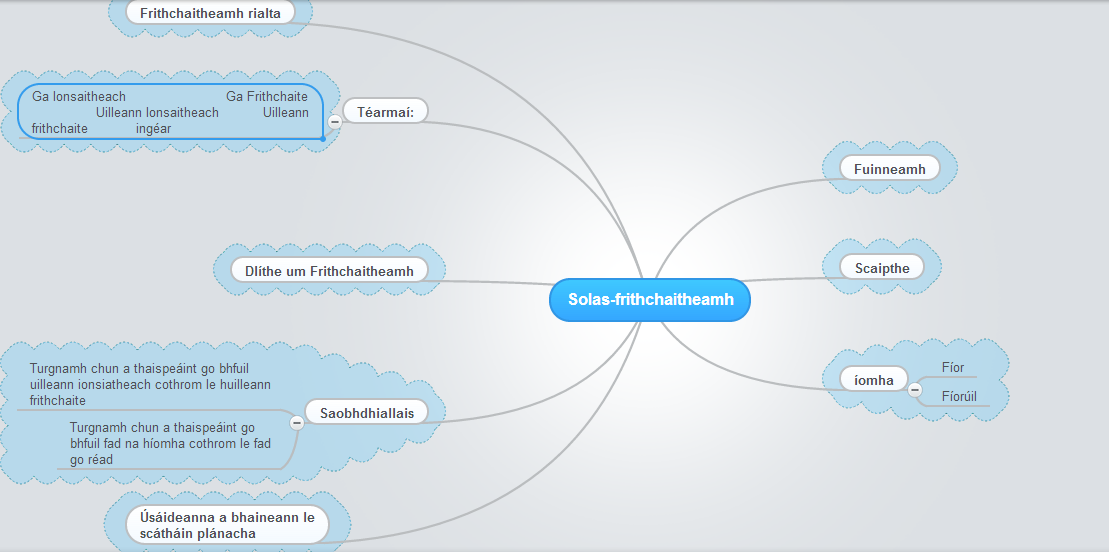 Frithchaitheamh rialta
Téarmaí:
Ga Ionsaitheach Ga Frithchaite
Uilleann Ionsaitheach Uilleann
frithchaite ingéar
Dlíthe um Frithchaitheamh
Saobhdhiallais
Turgnamh chun a thaispeáint go bhfuil
uilleann ionsiatheach cothrom le huilleann
frithchaite
Turgnamh chun a thaispeáint go
bhfuil fad na híomha cothrom le fad
go réad
Úsáideanna a bhaineann le
scátháin plánacha
Solas-frithchaitheamh
Fuinneamh
Scaipthe
íomha
Fíor
Fíorúil